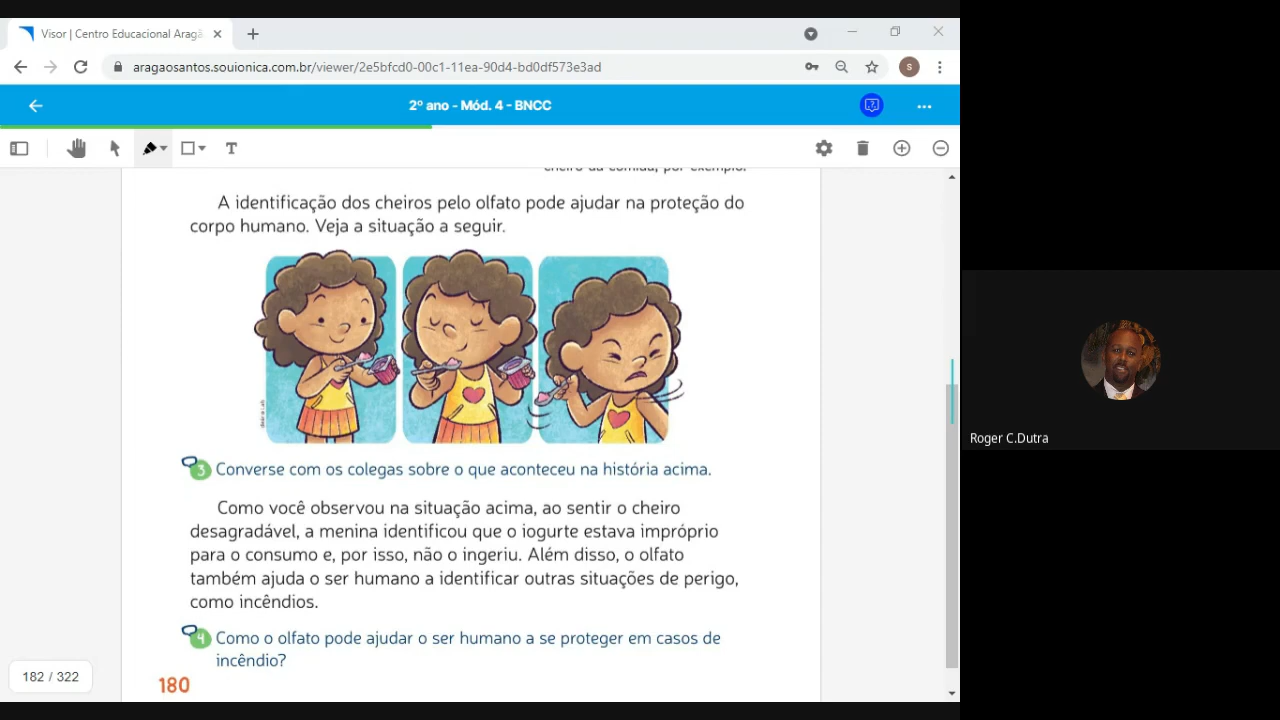 Visor | Centro Educacional Aragã
aragaosantos.souionica.com.br/viewer/2e5bfcd0-00c1-11ea-90d4-bd0df573e3ad
S
2º ano - Mód. 4 - BNCC
T
cheiro da comida, por exemplo.
A identificação dos cheiros pelo olfato pode ajudar na proteção do
corpo humano. Veja a situação a seguir.
3 Converse com os colegas sobre o que aconteceu na história acima.
Como você observou na situação acima, ao sentir o cheiro
desagradável, a menina identificou que o iogurte estava impróprio
para o consumo e, por isso, não o ingeriu. Além disso, o olfato
também ajuda o ser humano a identificar outras situações de perigo,
como incêndios.
4 Como o olfato pode ajudar o ser humano a se proteger em casos de
incêndio?
182 / 322
180
Roger C.Dutra